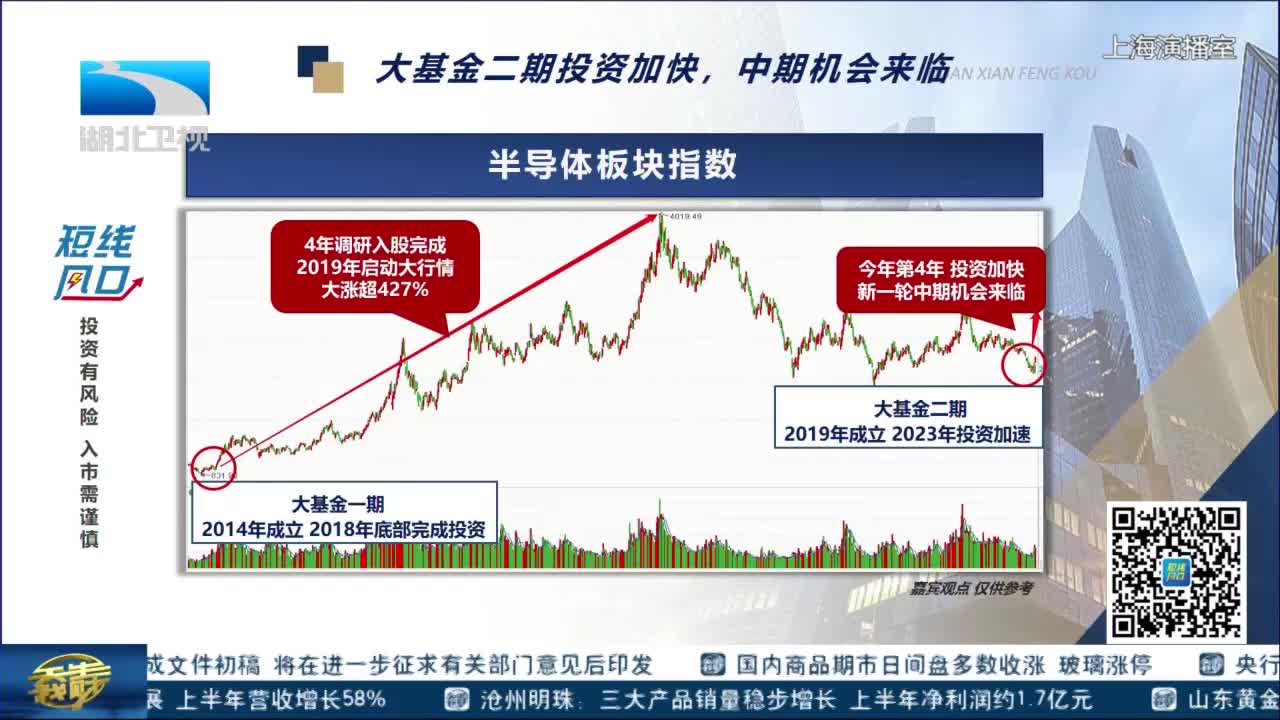 大基金二期投资加快，中期机会来临
上海演播室
XIAN FENG KOU
湖北卫视
半导体板块指数
短线
风口
投资有风险 入市需谨慎
4019.49
4年调研入股完成
2019年启动大行情
大涨超427%
今年第4年 投资加快
新一轮中期机会来临
大基金二期
2019年成立 2023年投资加速
大基金一期
2014年成立 2018年底部完成投资
嘉宾观点 仅供参考
短线
风口
成文件初稿 将在进一步征求有关部门意见后印发 国内商品期市日间盘多数收涨 玻璃涨停 央行
展 上半年营收增长58% 沧州明珠：三大产品销量稳步增长 上半年净利润约1.7亿元 山东黄金